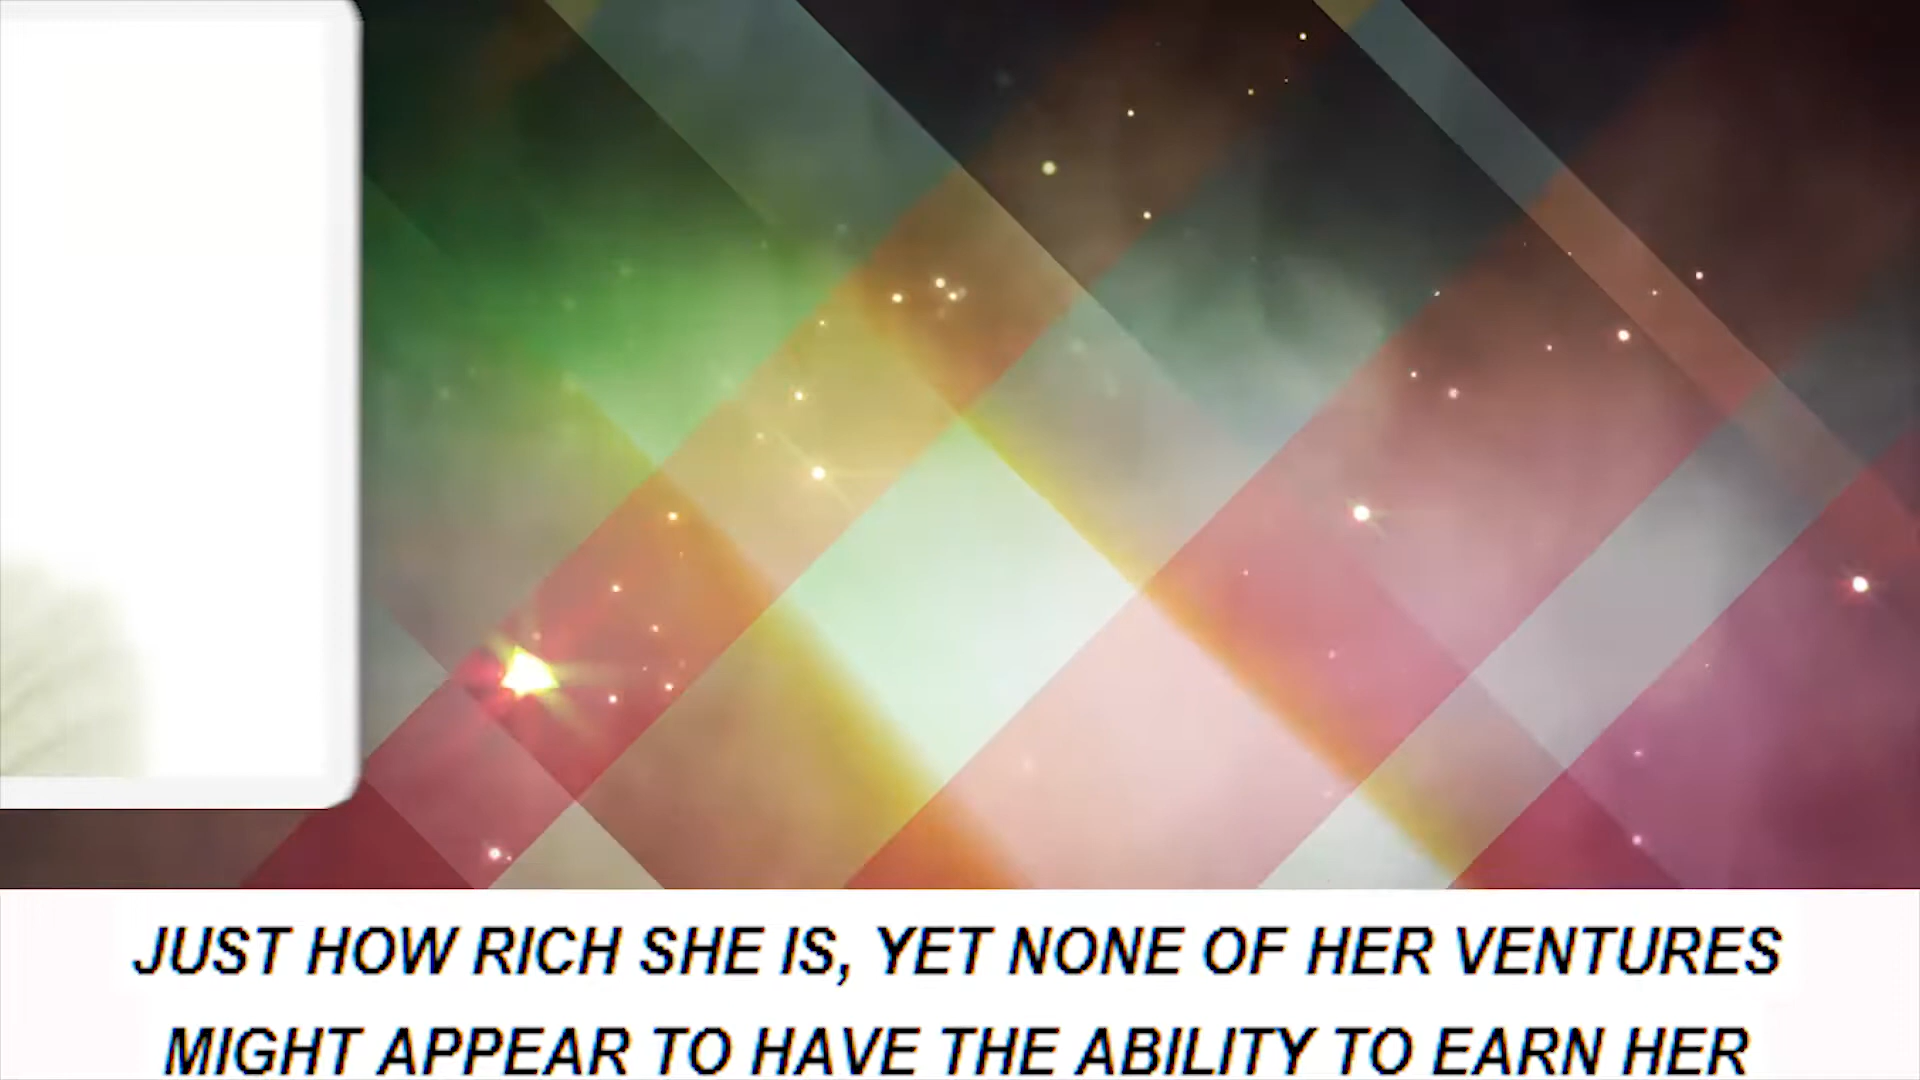 JUST HOW RICH SHE IS, YET NONE OF HER VENTURES
MIGHT APPEAR TO HAVE THE ABILITY TO EARN HER